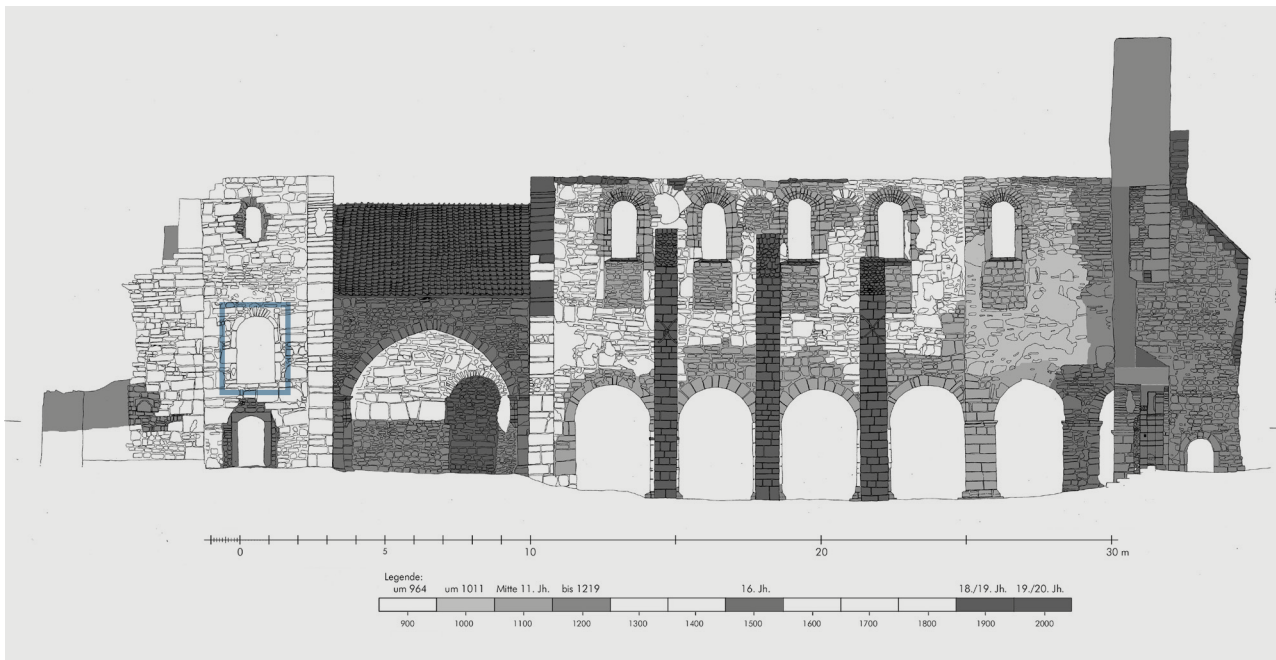 0 5 10 20 30 m
Legende:
um 964 um 1011 Mitte 11. Jh. bis 1219 16. Jh. 18./19. Jh. 19./20. Jh.
900 1000 1100 1200 1300 1400 1500 1600 1700 1800 1900 2000